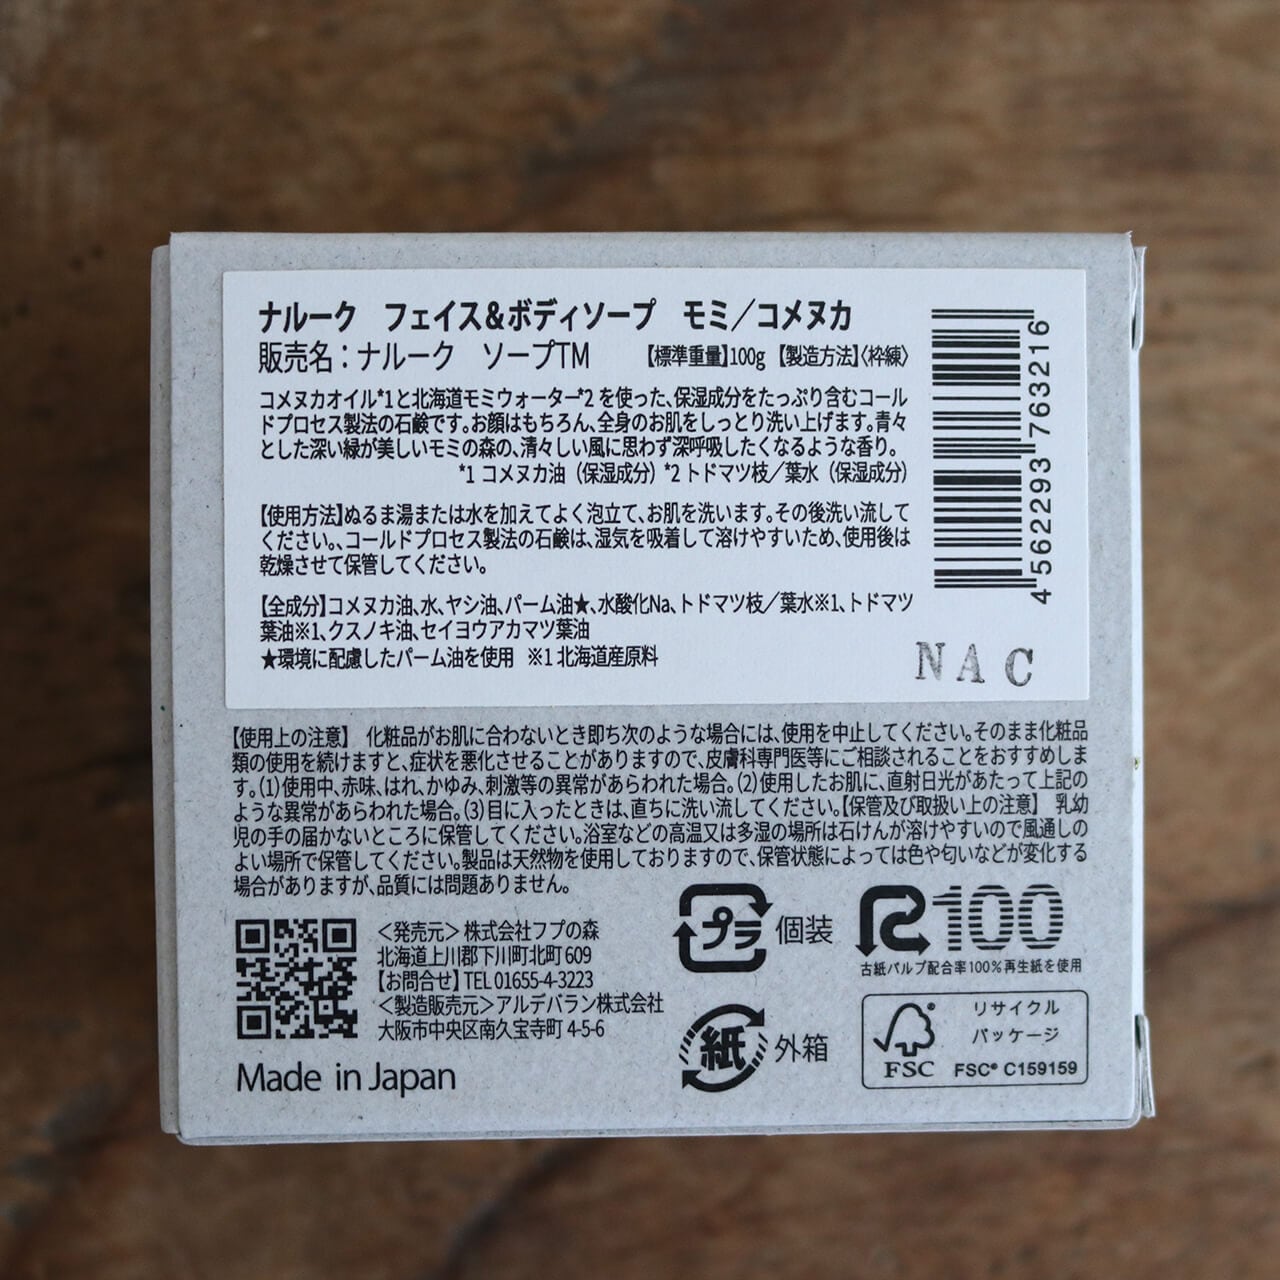 ナルーク　フェイス&ボディソープ　モミ／コメヌカ
販売名：ナルーク　ソープTM　【標準重量】100g 【製造方法】〈枠練〉
コメヌカオイル*1と北海道モミウォーター*2 を使った、保湿成分をたっぷり含むコール
ドプロセス製法の石鹸です。お顔はもちろん、全身のお肌をしっとり洗い上げます。青々
とした深い緑が美しいモミの森の、清々しい風に思わず深呼吸したくなるような香り。
*1 コメヌカ油（保湿成分）*2 トドマツ枝／葉水（保湿成分）
【使用方法】ぬるま湯または水を加えてよく泡立て、お肌を洗います。その後洗い流して
ください。、コールドプロセス製法の石鹸は、湿気を吸着して溶けやすいため、使用後は
乾燥させて保管してください。
【全成分】コメヌカ油、水、ヤシ油、パーム油★、水酸化Na、トドマツ枝／葉水※1、トドマツ
葉油※1、クスノキ油、セイヨウアカマツ葉油
★環境に配慮したパーム油を使用　※1 北海道産原料
4 562293 763216
NAC
【使用上の注意】　化粧品がお肌に合わないとき即ち次のような場合には、使用を中止してください。そのまま化粧品
類の使用を続けますと、症状を悪化させることがありますので、皮膚科専門医等にご相談されることをおすすめしま
す。(1)使用中、赤味、はれ、かゆみ、刺激等の異常があらわれた場合。(2)使用したお肌に、直射日光があたって上記の
ような異常があらわれた場合。(3)目に入ったときは、直ちに洗い流してください。【保管及び取扱い上の注意】　乳幼
児の手の届かないところに保管してください。浴室などの高温又は多湿の場所は石けんが溶けやすいので風通しの
よい場所で保管してください。製品は天然物を使用しておりますので、保管状態によっては色や匂いなどが変化する
場合がありますが、品質には問題ありません。
＜発売元＞株式会社フプの森
北海道上川郡下川町北町 609
【お問合せ】TEL 01655-4-3223
＜製造販売元＞アルデバラン株式会社
大阪市中央区南久宝寺町 4-5-6
Made in Japan
プラ 個装
紙 外箱
R100
古紙パルプ配合率100％再生紙を使用
リサイクル
パッケージ
FSC FSC® C159159